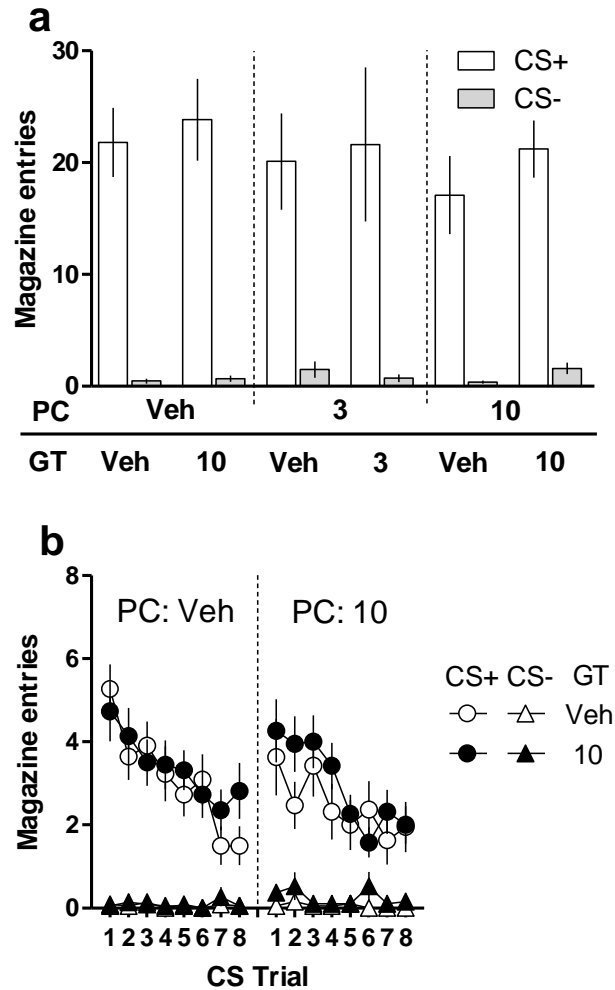 a
30
CS+
CS-
20
10
0
Magazine entries
PC Veh 3 10
GT Veh 10 Veh 3 Veh 10
b
8
PC: Veh PC: 10
6
CS+ CS- GT
Veh
4
10
2
0
Magazine entries
1 2 3 4 5 6 7 8 1 2 3 4 5 6 7 8
CS Trial